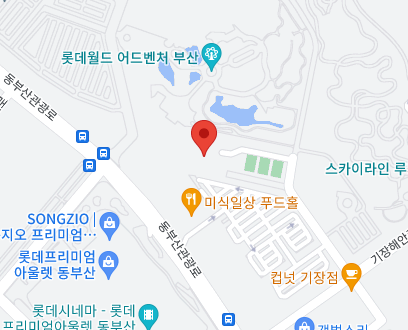 롯데월드 어드벤처 부산
동부산관광로
스카이라인 루
미식일상 푸드홀
SONGZIO |
지오 프리미엄…
동부산관광로
기장해안
롯데프리미엄
아울렛 동부산
컵넛 기장점
롯데시네마 - 롯데
프리미엄아울렛 동부산
갯벌소리